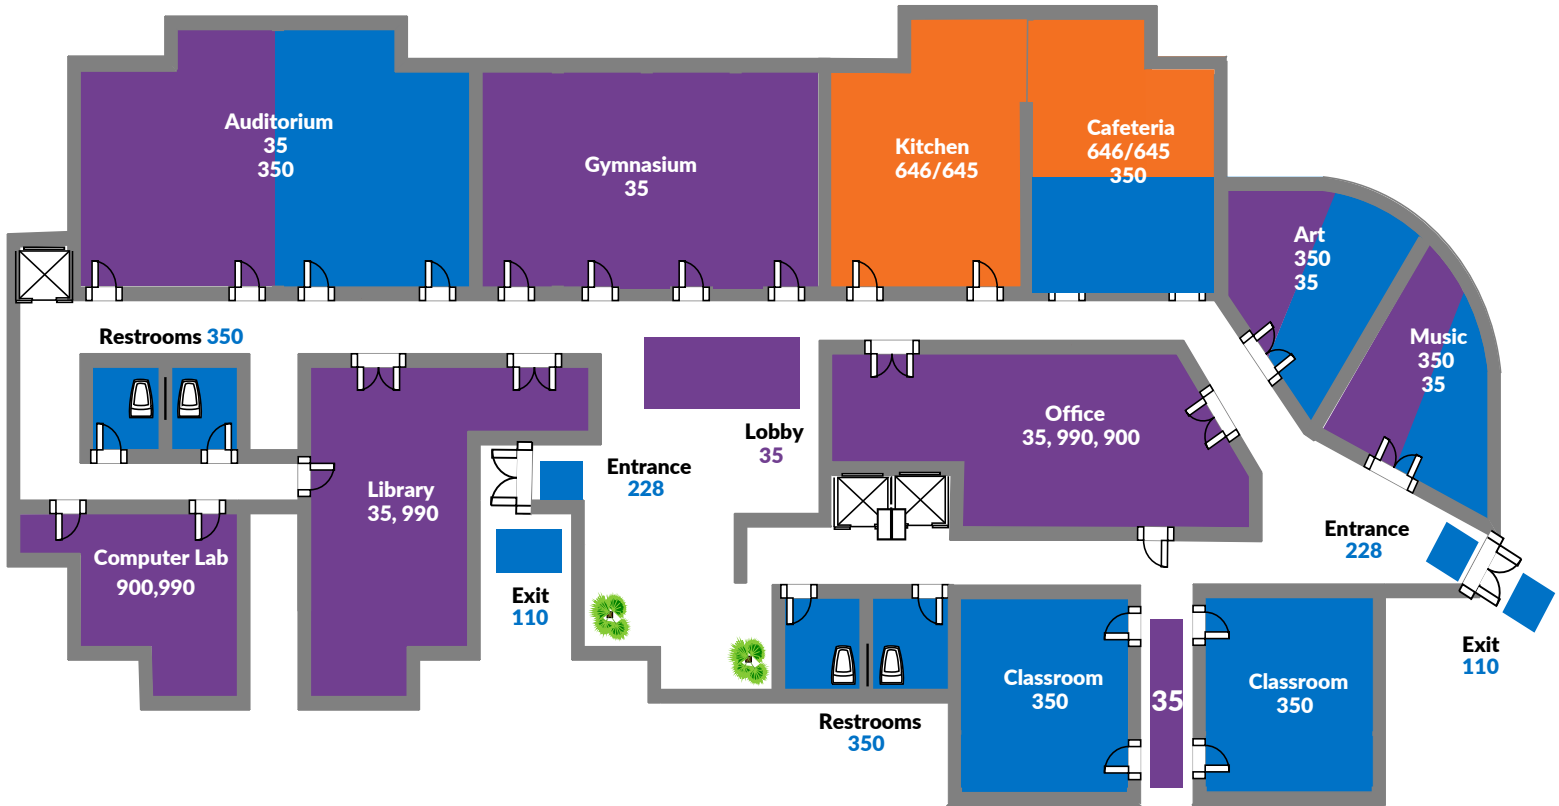 Auditorium
35
350
Gymnasium
35
Kitchen
646/645
Cafeteria
646/645
350
Art
350
35
Music
350
35
Restrooms 350
Library
35, 990
Computer Lab
900,990
Entrance
228
Exit
110
Lobby
35
Office
35, 990, 900
Restrooms
350
Classroom
350
35
Classroom
350
Entrance
228
Exit
110